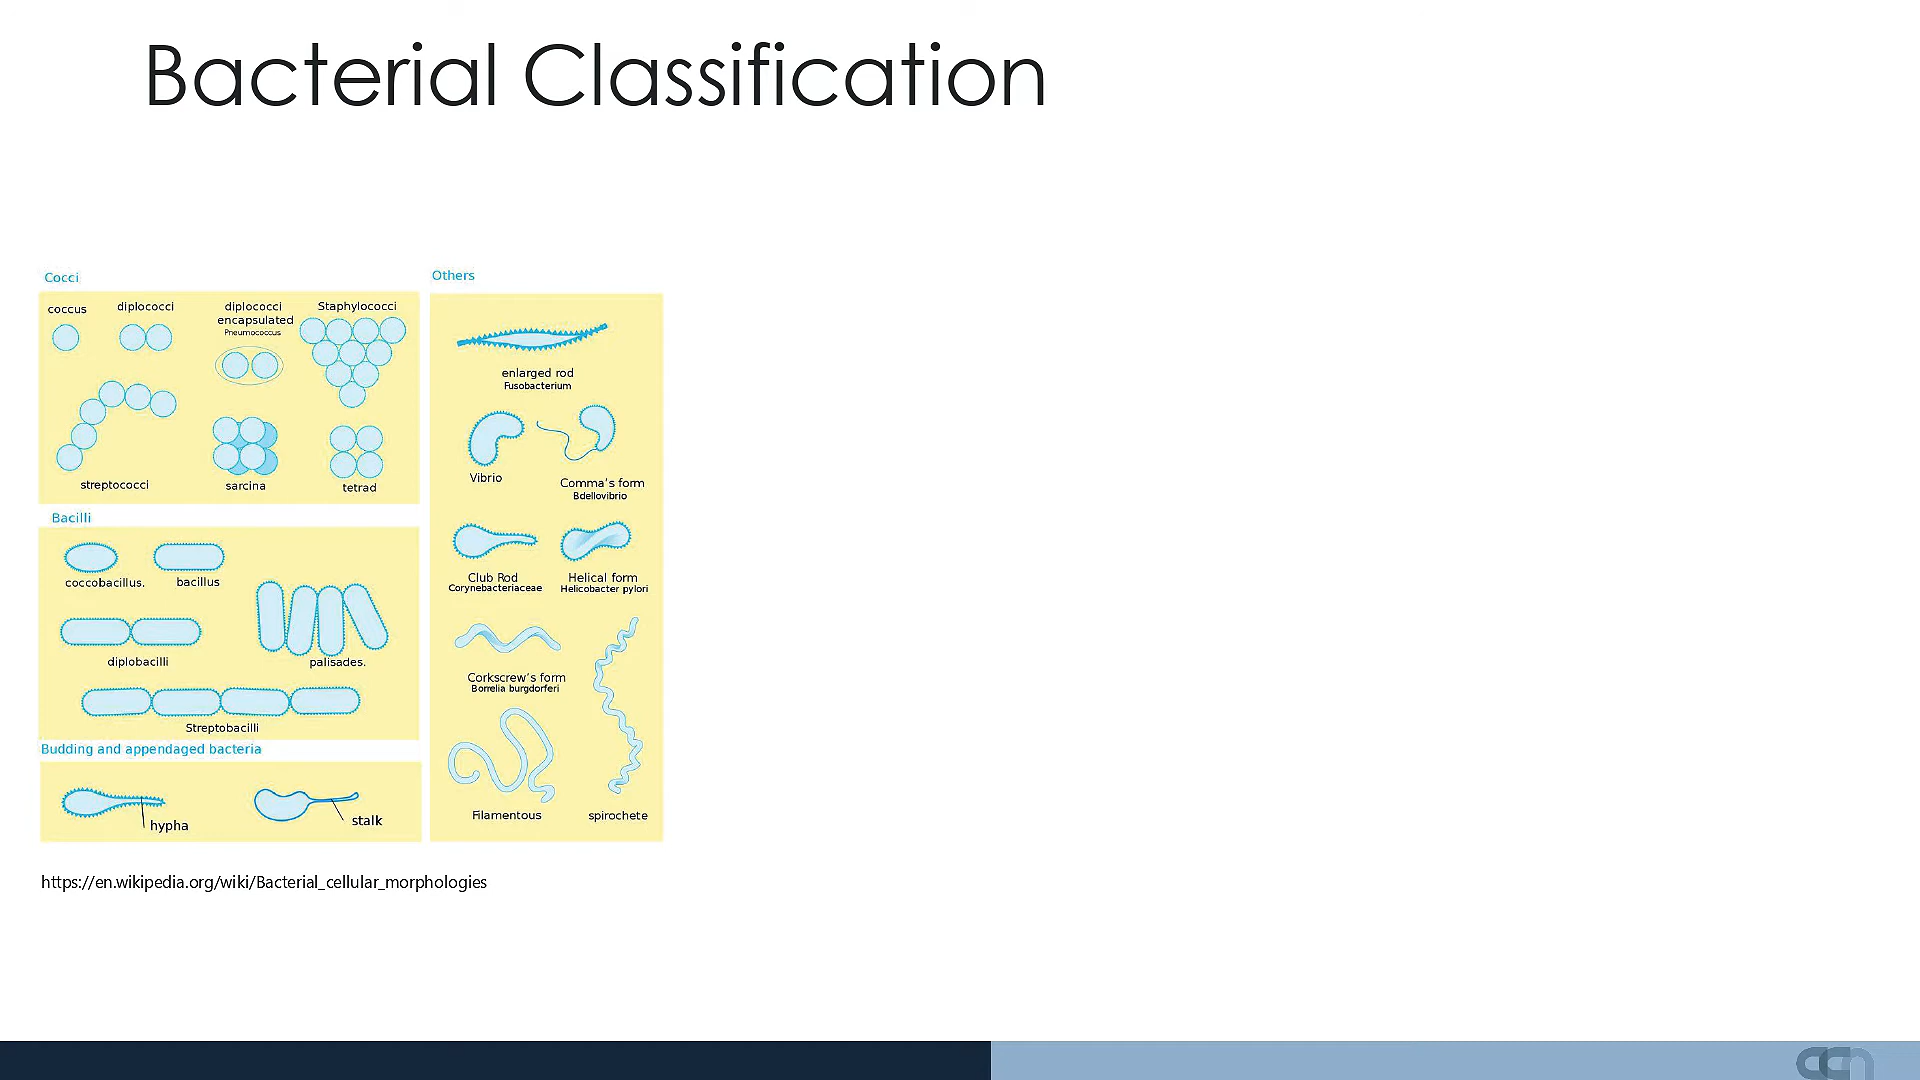 Bacterial Classification
Cocci
coccus
diplococci
diplococci
encapsulated
Pneumococcus
Staphylococci
streptococci
sarcina
tetrad
Bacilli
coccobacillus.
bacillus
diplobacilli
palisades.
Streptobacilli
Budding and appendaged bacteria
hypha
stalk
Others
enlarged rod
Fusobacterium
Vibrio
Comma's form
Bdellovibrio
Club Rod
Corynebacteriaceae
Helical form
Helicobacter pylori
Corkscrew's form
Borrelia burgdorferi
Filamentous
spirochete
https://en.wikipedia.org/wiki/Bacterial_cellular_morphologies